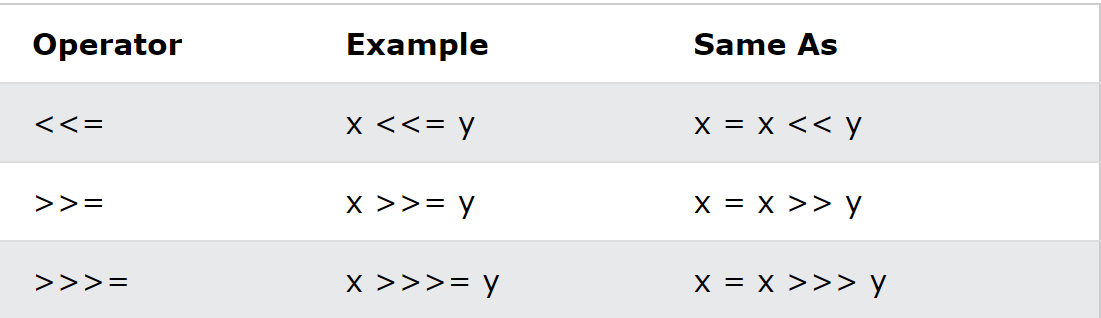 Operator Example Same As
<<= x <<= y x = x << y
>>= x >>= y x = x >> y
>>>= x >>>= y x = x >>> y